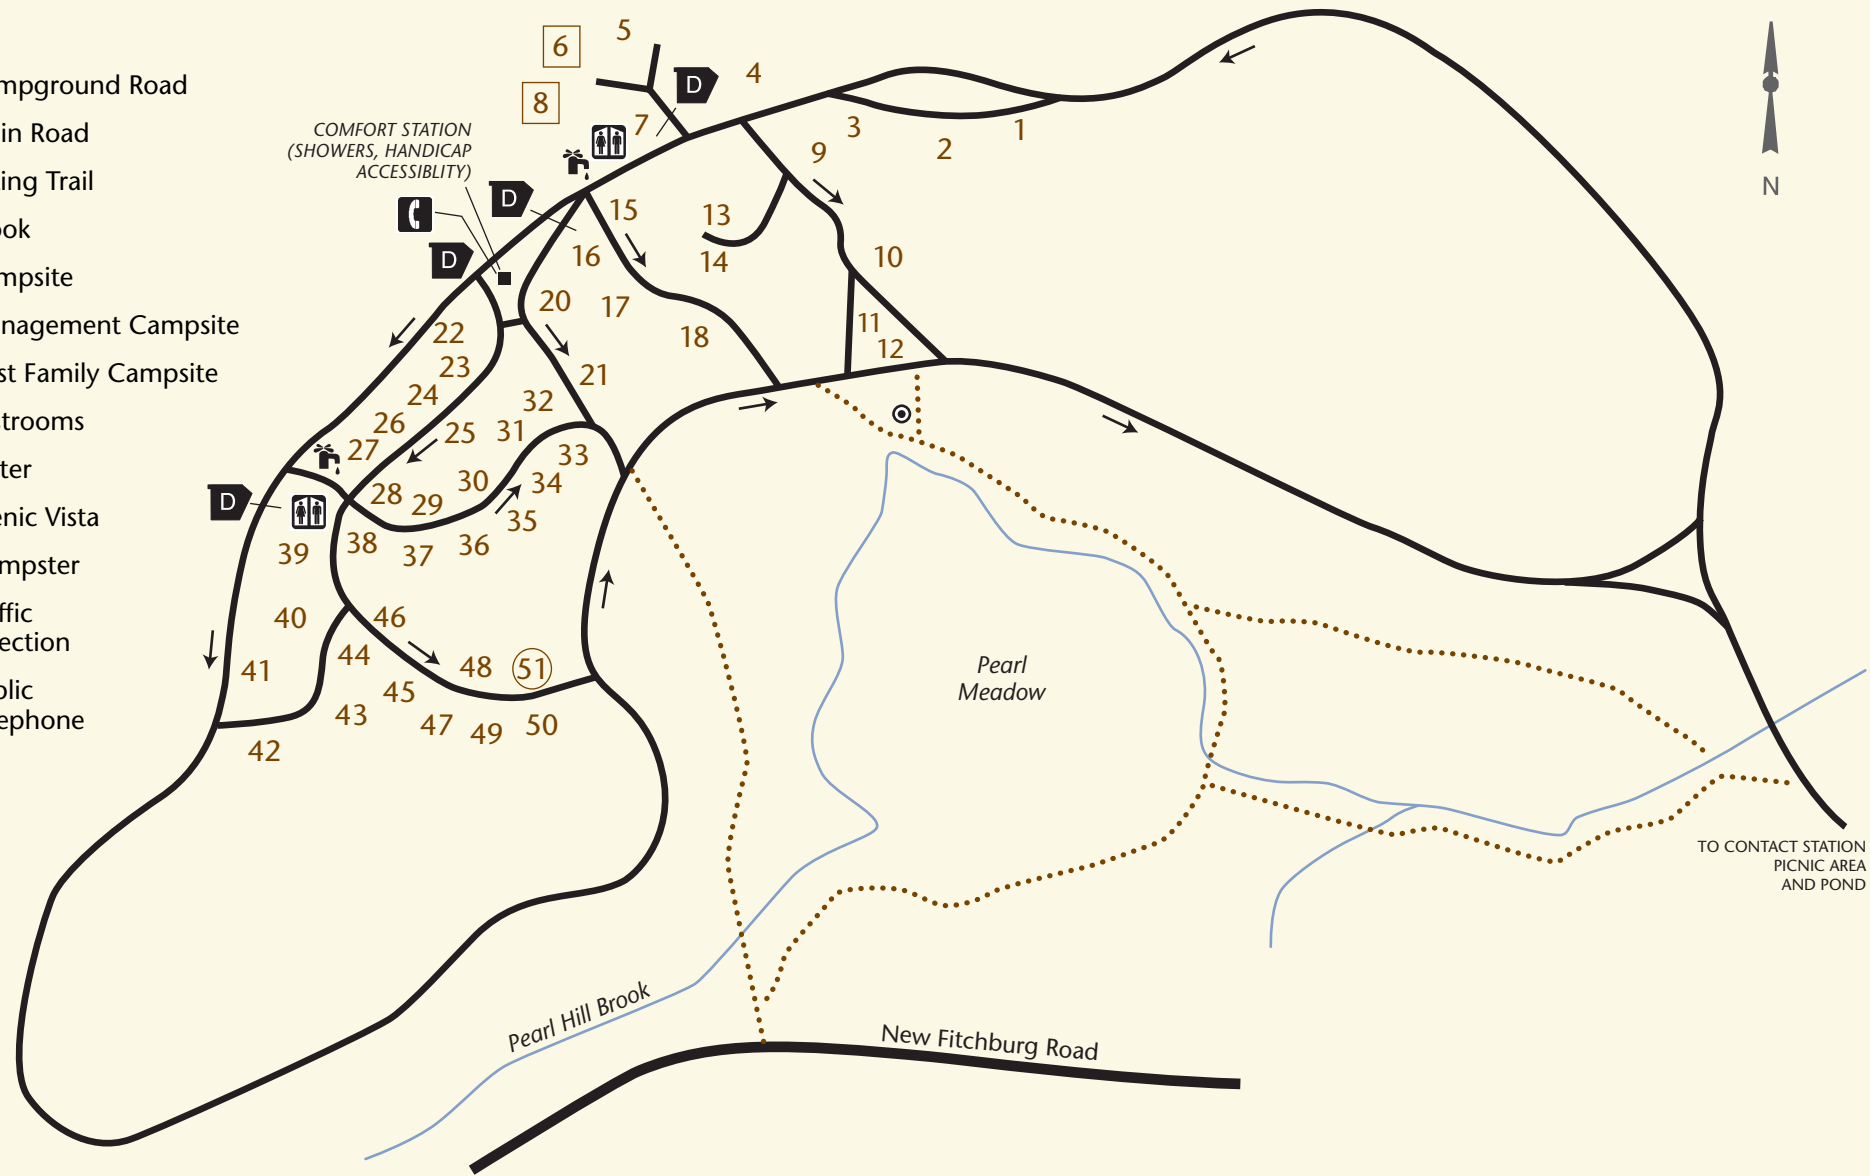 mpground Road
in Road
ing Trail
ok
mpsite
nagement Campsite
st Family Campsite
strooms
ter
enic Vista
mpster
ffic
ection
blic
ephone
COMFORT STATION
(SHOWERS, HANDICAP
ACCESSIBLITY)
D
D
D
D
N
1
2
3
4
5
6
7
8
9
10
11
12
13
14
15
16
17
18
20
21
22
23
24
25
26
27
28
29
30
31
32
33
34
35
36
37
38
39
40
41
42
43
44
45
46
47
48
49
50
51
Pearl
Meadow
Pearl Hill Brook
New Fitchburg Road
TO CONTACT STATION
PICNIC AREA
AND POND